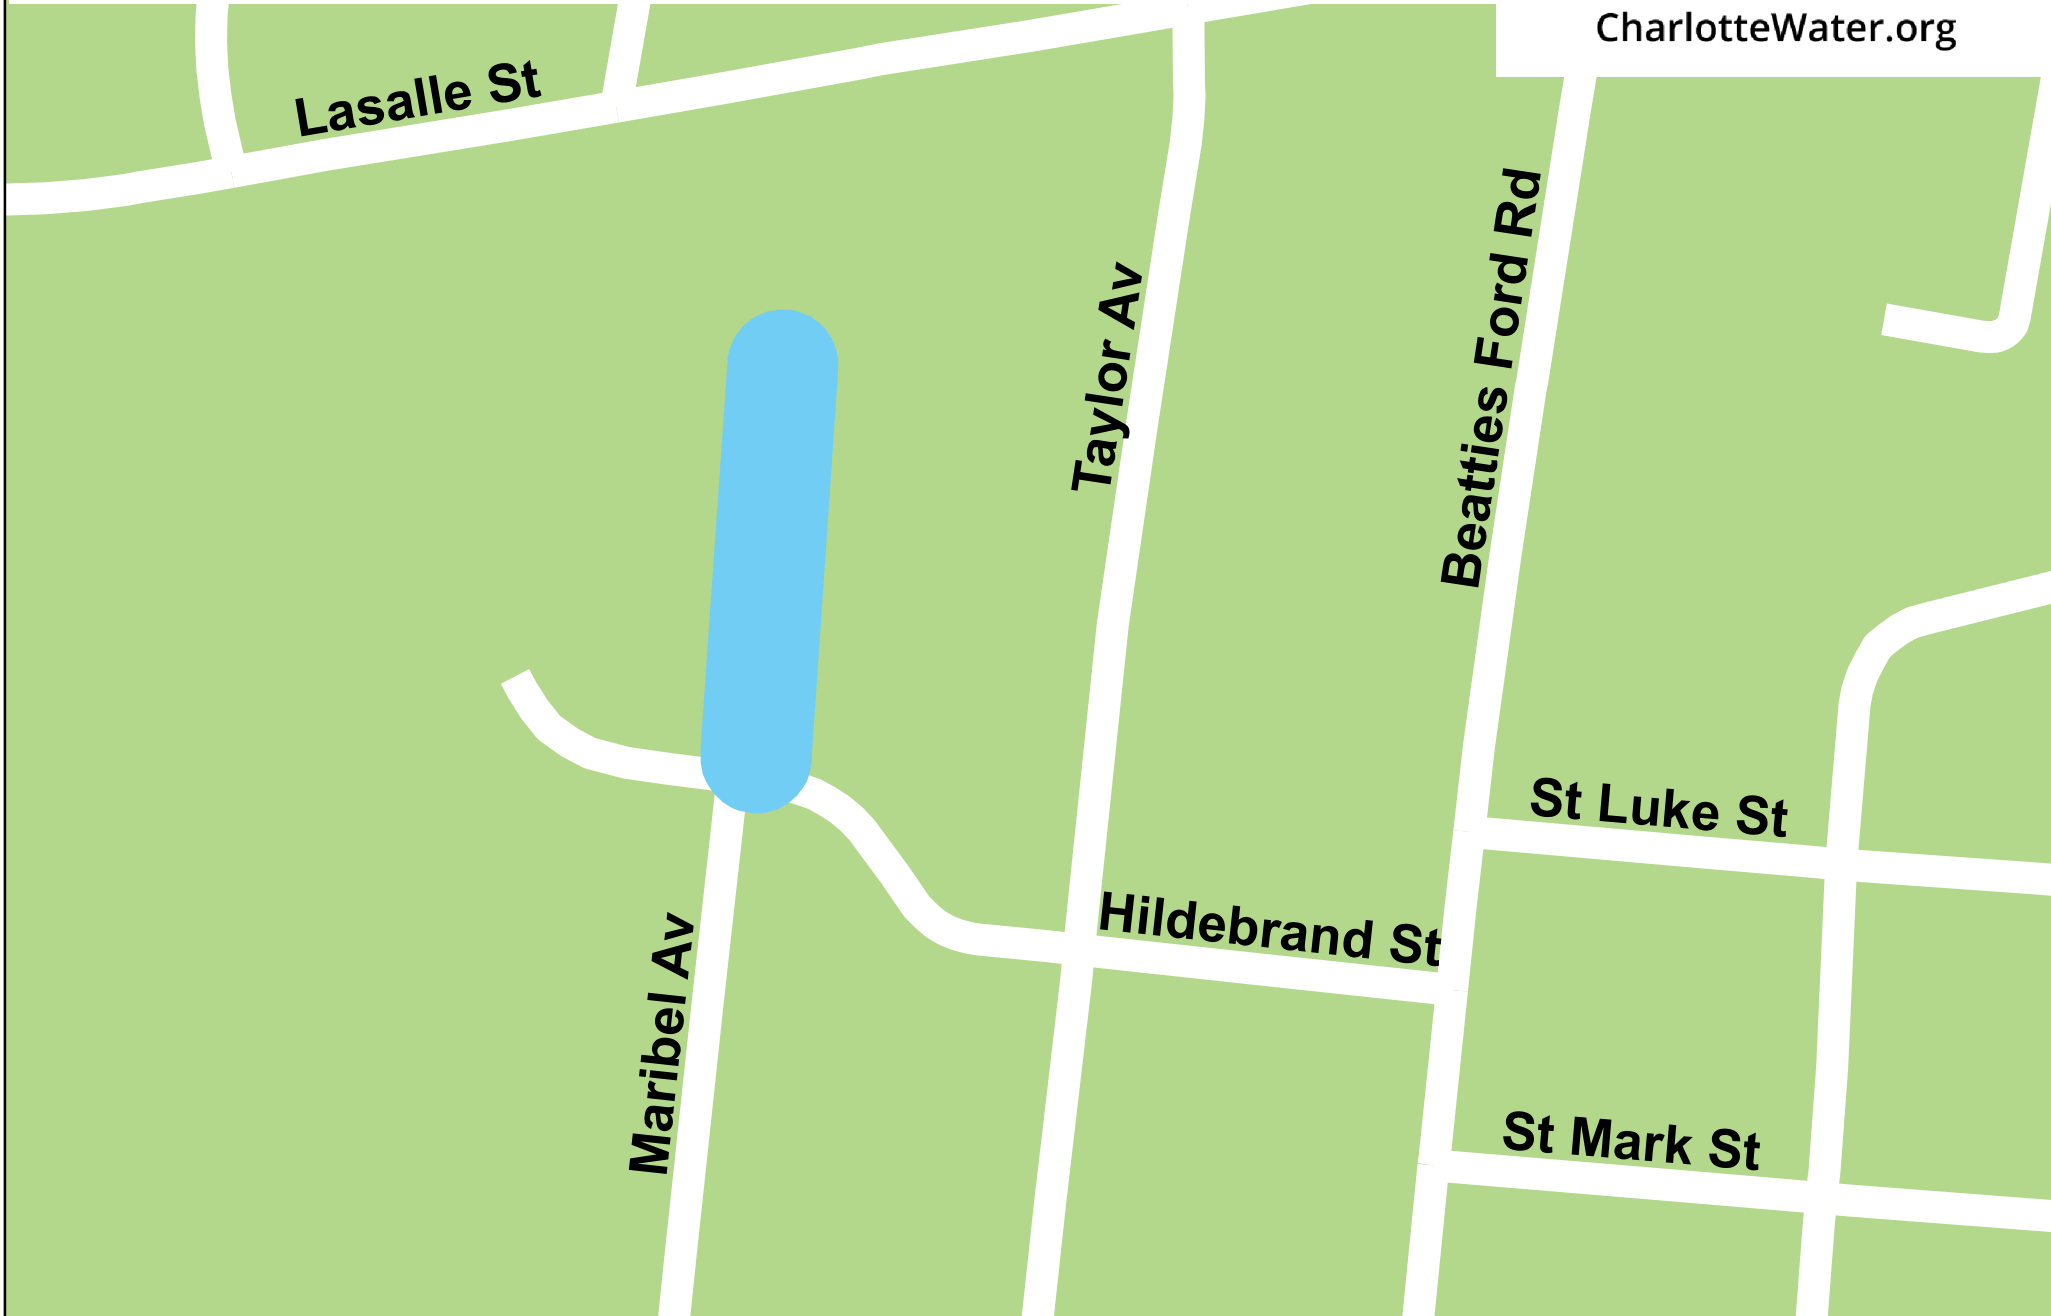 CharlotteWater.org
Lasalle St
Taylor Av
Beatties Ford Rd
St Luke St
Hildebrand St
Maribel Av
St Mark St